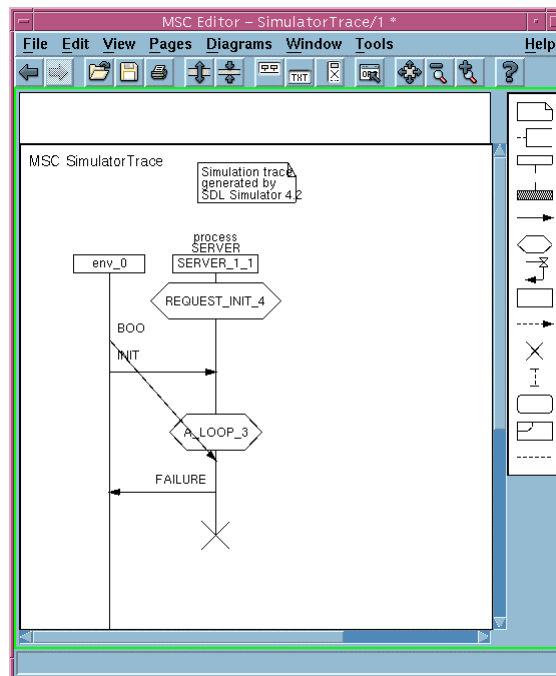 MSC Editor – SimulatorTrace/1 *
File Edit View Pages Diagrams Window Tools Help
TXT
MSC SimulatorTrace
Simulation trace
generated by
SDL Simulator 4.2
process
SERVER
env_0
SERVER_1_1
REQUEST_INIT_4
BOO
INIT
A_LOOP_3
FAILURE